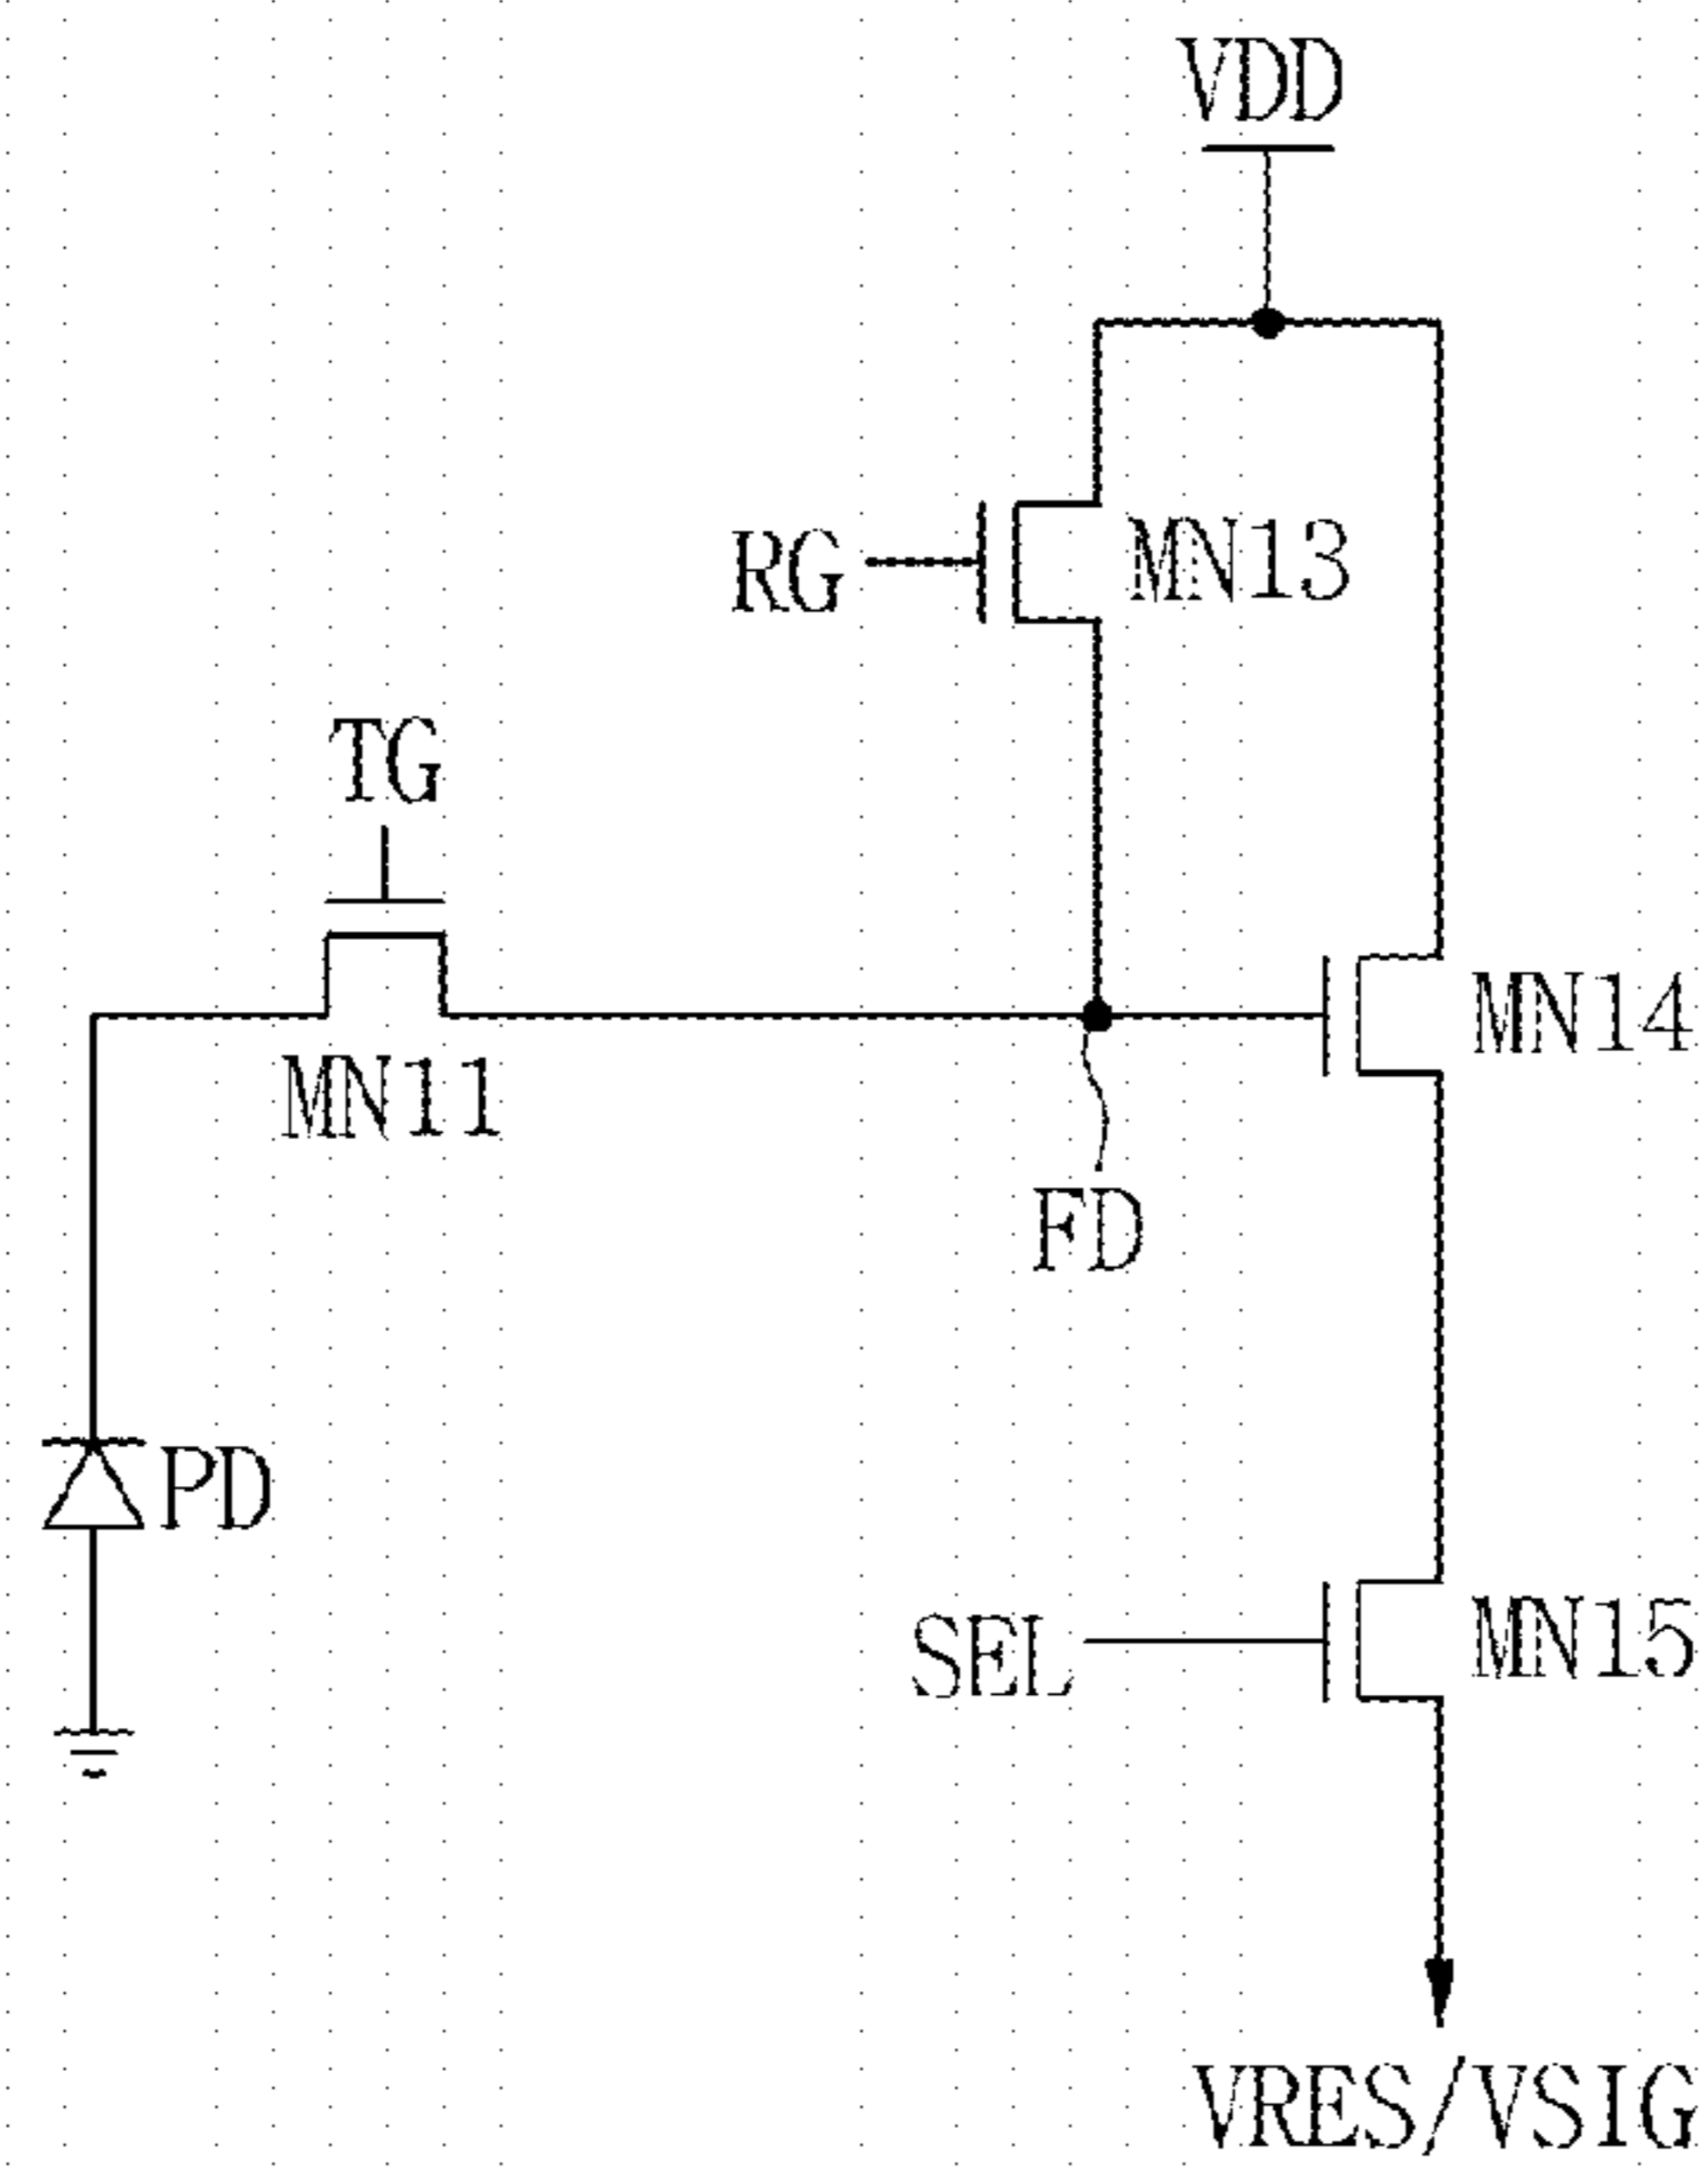 VDD
RG
MN13
TG
MN14
MN11
FD
PD
SEL
MN15
VRES/VSIG